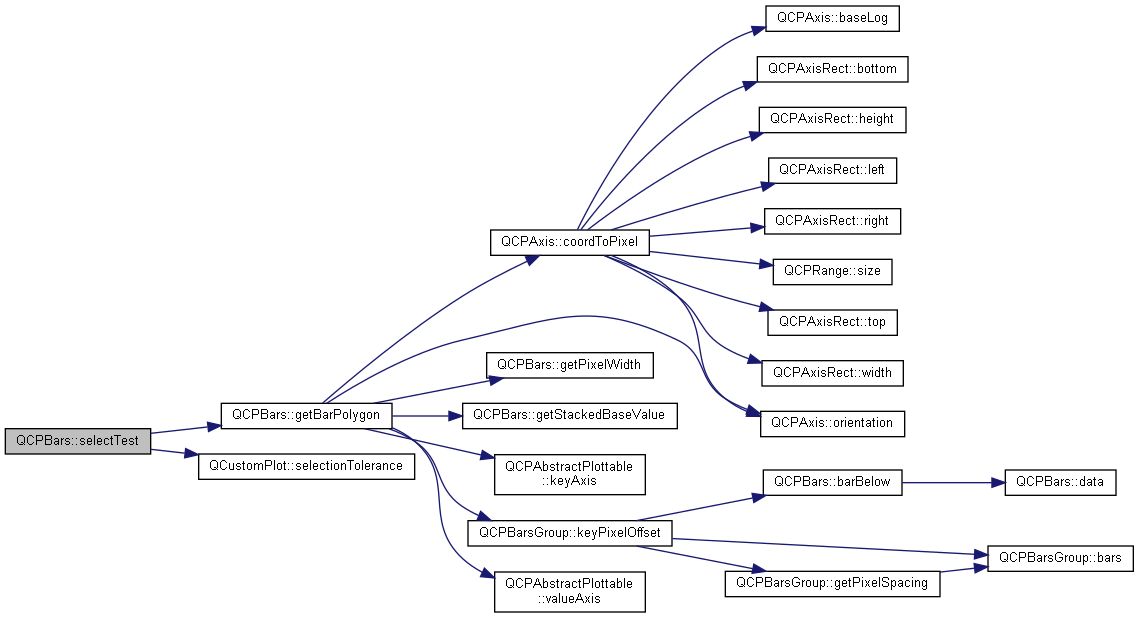 QCPAxis::baseLog
QCPAxisRect::bottom
QCPAxisRect::height
QCPAxisRect::left
QCPAxisRect::right
QCPAxis::coordToPixel
QCPRange::size
QCPAxisRect::top
QCPBars::getPixelWidth
QCPAxisRect::width
QCPBars::getBarPolygon
QCPBars::getStackedBaseValue
QCPAxis::orientation
QCPBars::selectTest
QCustomPlot::selectionTolerance
QCPAbstractPlottable
::keyAxis
QCPBars::barBelow
QCPBars::data
QCPBarsGroup::keyPixelOffset
QCPBarsGroup::bars
QCPBarsGroup::getPixelSpacing
QCPAbstractPlottable
::valueAxis